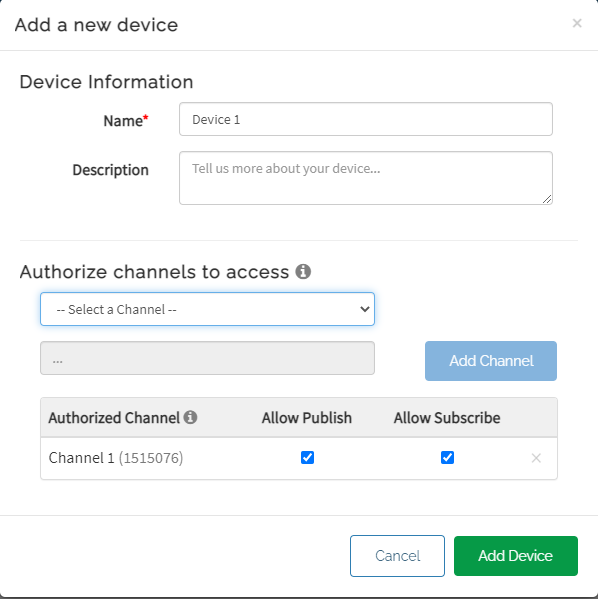 Add a new device ×
Device Information
Name* Device 1
Description Tell us more about your device...
Authorize channels to access
-- Select a Channel --
... Add Channel
Authorized Channel Allow Publish Allow Subscribe
Channel 1 (1515076) ×
Cancel Add Device